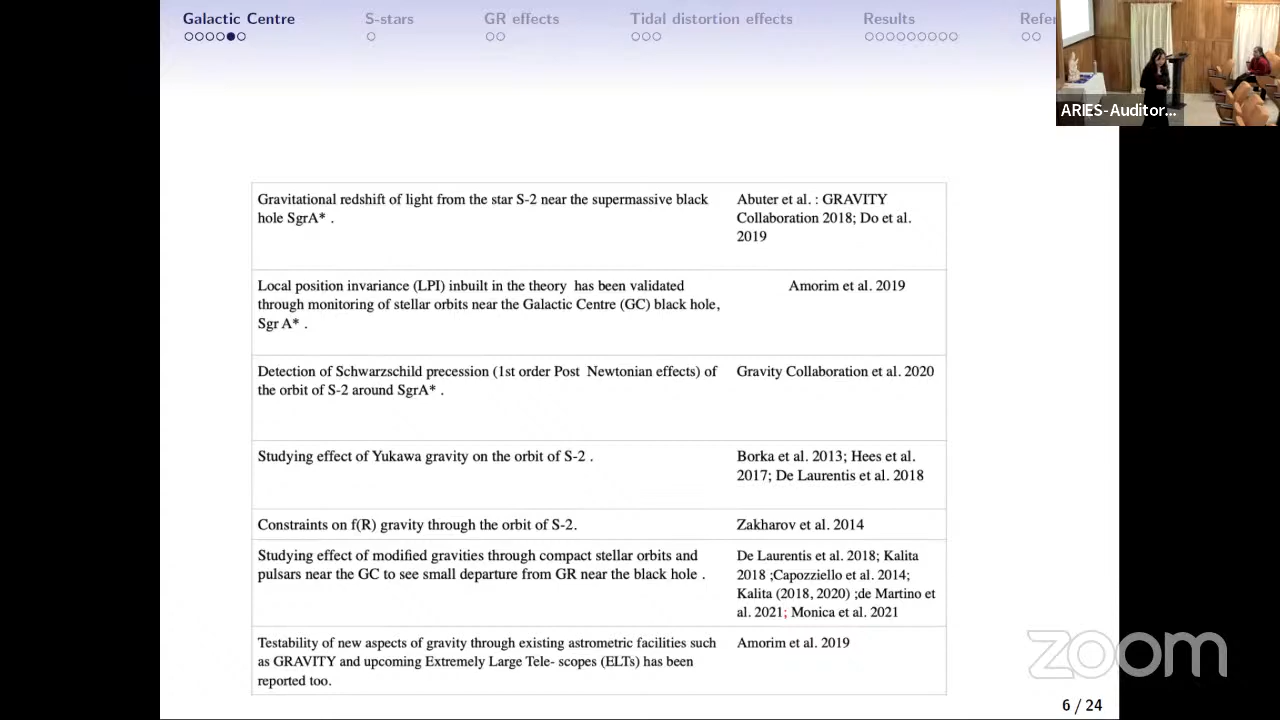 Galactic Centre
S-stars
GR effects
Tidal distortion effects
Results
Refer
ARIES-Auditor...
Gravitational redshift of light from the star S-2 near the supermassive black
hole SgrA* .
Abuter et al. : GRAVITY
Collaboration 2018; Do et al.
2019
Local position invariance (LPI) inbuilt in the theory has been validated
through monitoring of stellar orbits near the Galactic Centre (GC) black hole,
Sgr A* .
Amorim et al. 2019
Detection of Schwarzschild precession (1st order Post Newtonian effects) of
the orbit of S-2 around SgrA* .
Gravity Collaboration et al. 2020
Studying effect of Yukawa gravity on the orbit of S-2 .
Borka et al. 2013; Hees et al.
2017; De Laurentis et al. 2018
Constraints on f(R) gravity through the orbit of S-2.
Zakharov et al. 2014
Studying effect of modified gravities through compact stellar orbits and
pulsars near the GC to see small departure from GR near the black hole .
De Laurentis et al. 2018; Kalita
2018 ;Capozziello et al. 2014;
Kalita (2018, 2020) ;de Martino et
al. 2021; Monica et al. 2021
Testability of new aspects of gravity through existing astrometric facilities such
as GRAVITY and upcoming Extremely Large Tele- scopes (ELTs) has been
reported too.
Amorim et al. 2019
zoom
6 / 24